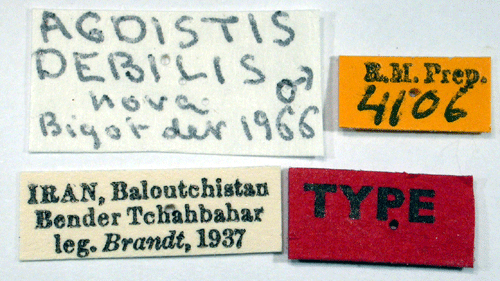 AGDISTIS
DEBILIS
nova ♂
Bigot det 1966
R.M. Prep.
4106
IRAN, Baloutchistan
Bender Tchahbahar
leg. Brandt, 1937
TYPE